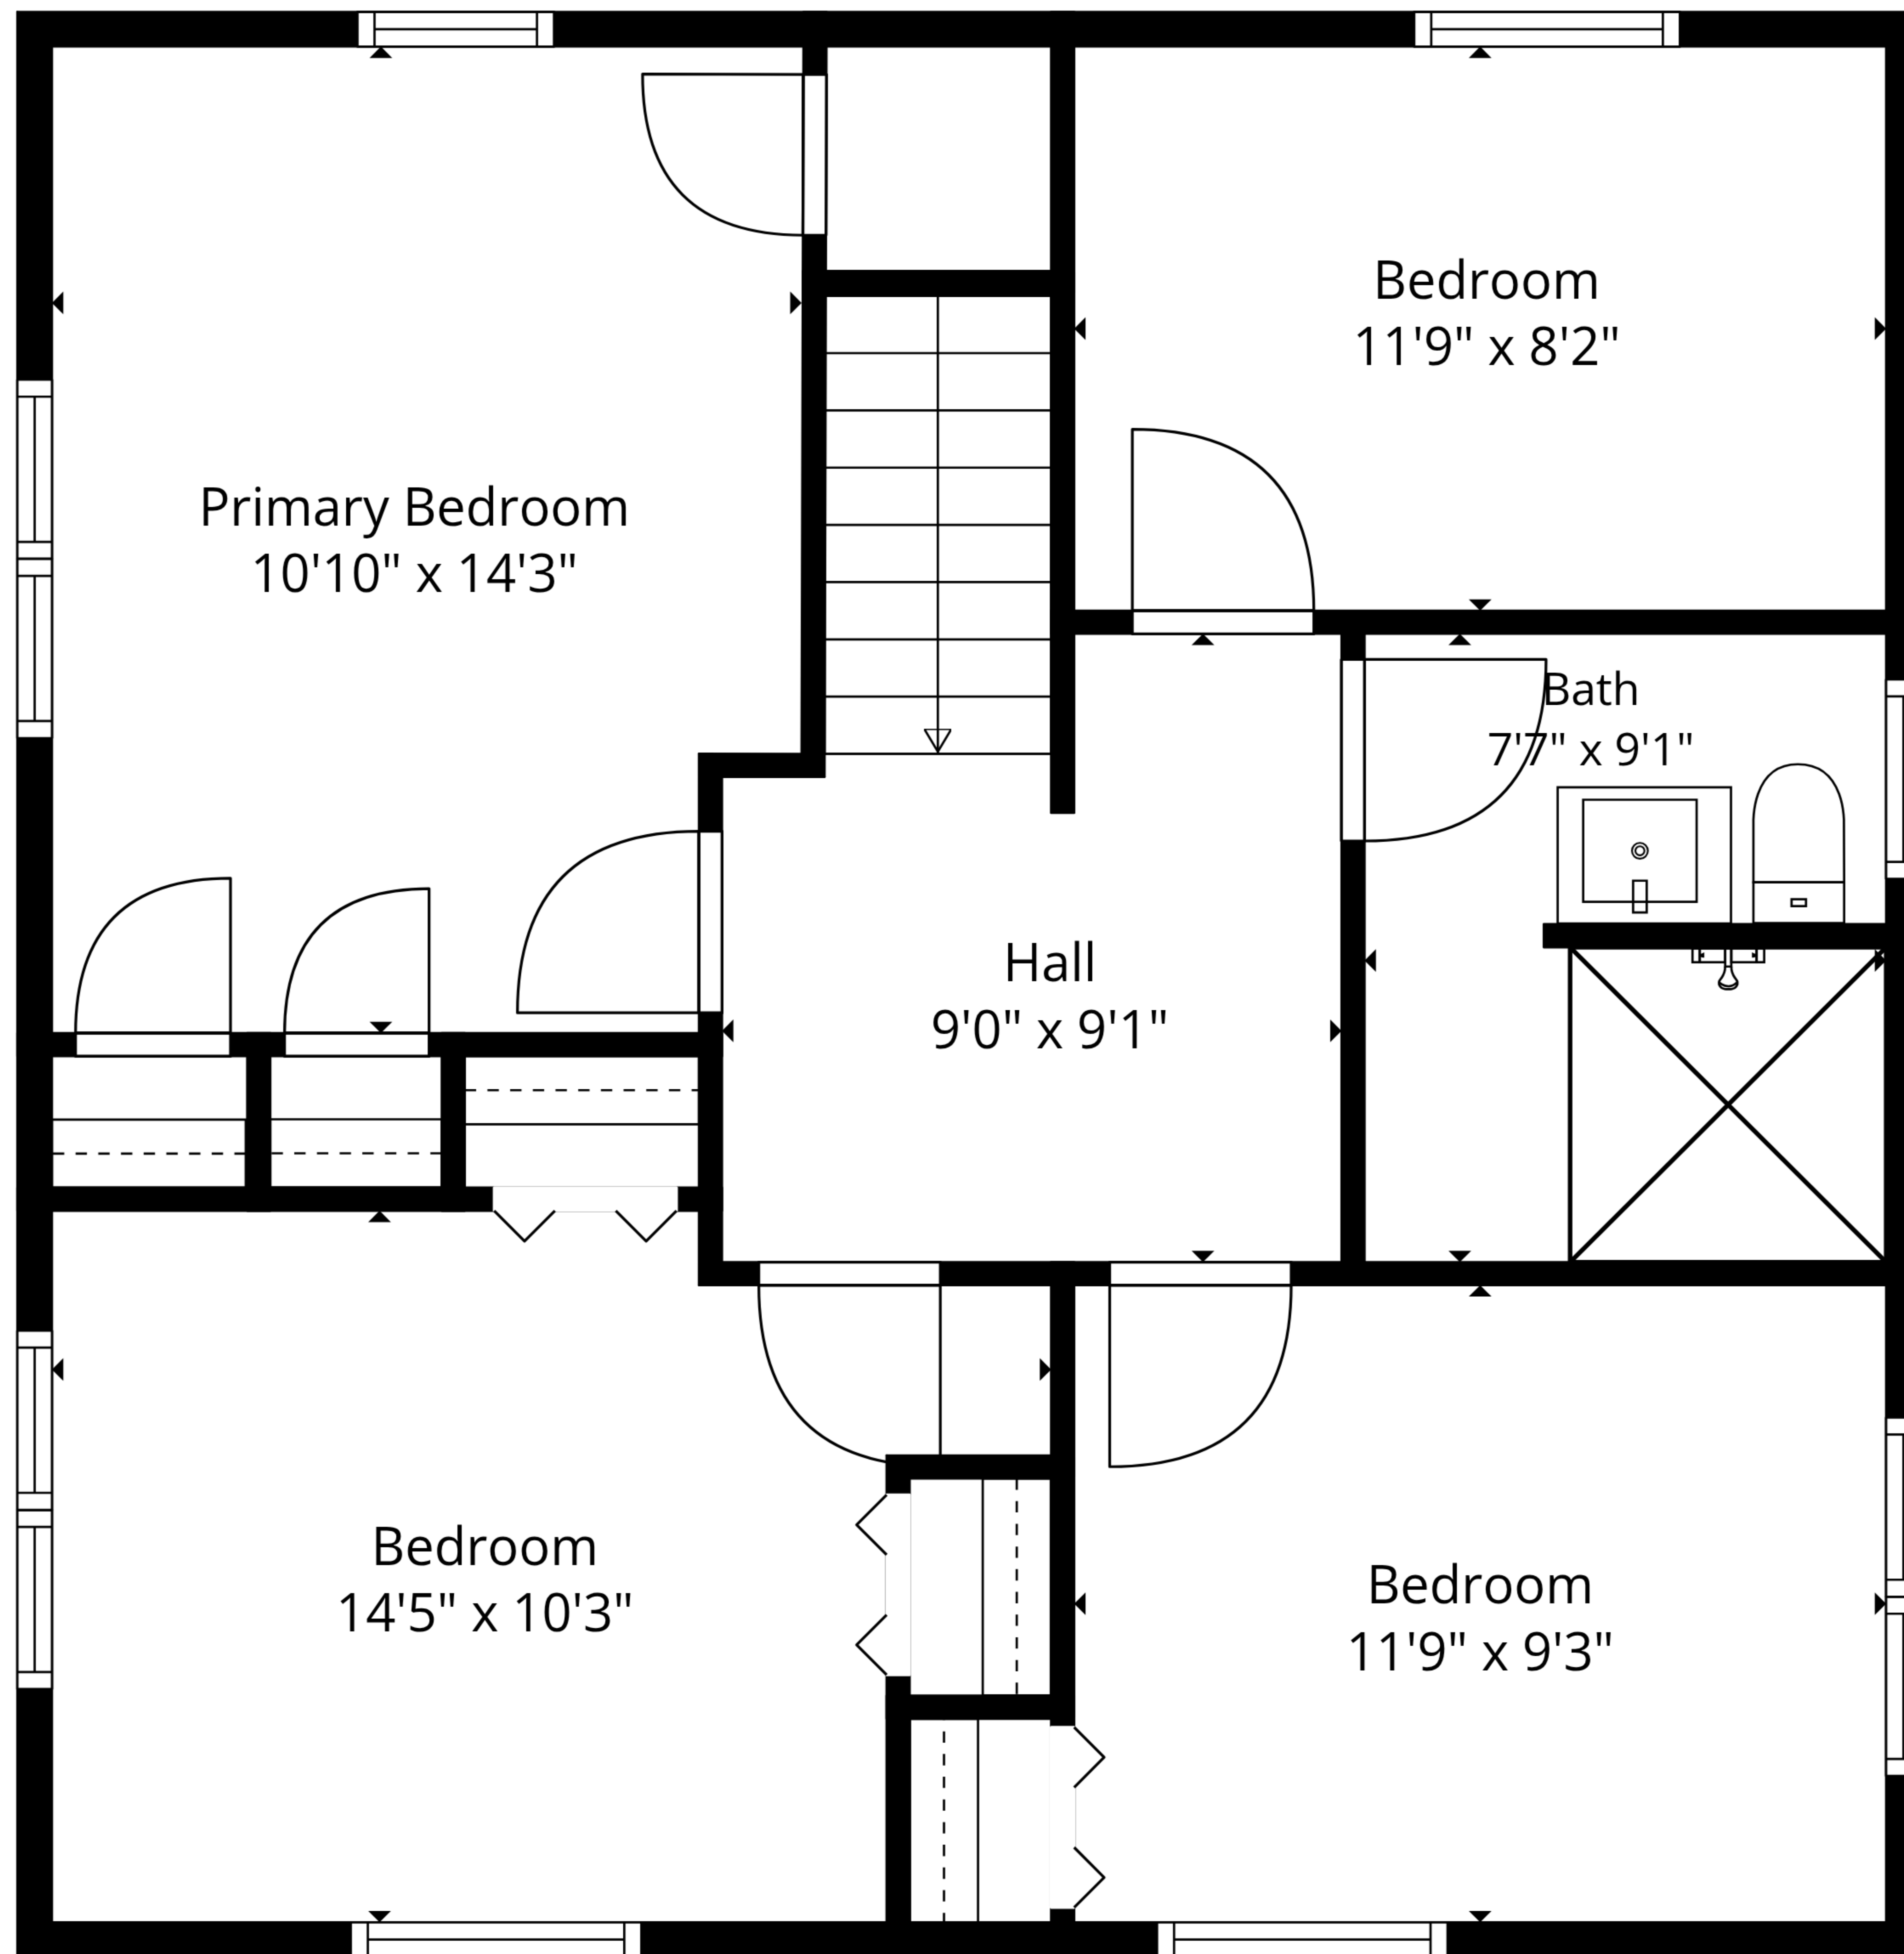 Bedroom
11'9" x 8'2"
Primary Bedroom
10'10" x 14'3"
Bath
7'7" x 9'1"
Hall
9'0" x 9'1"
Bedroom
14'5" x 10'3"
Bedroom
11'9" x 9'3"